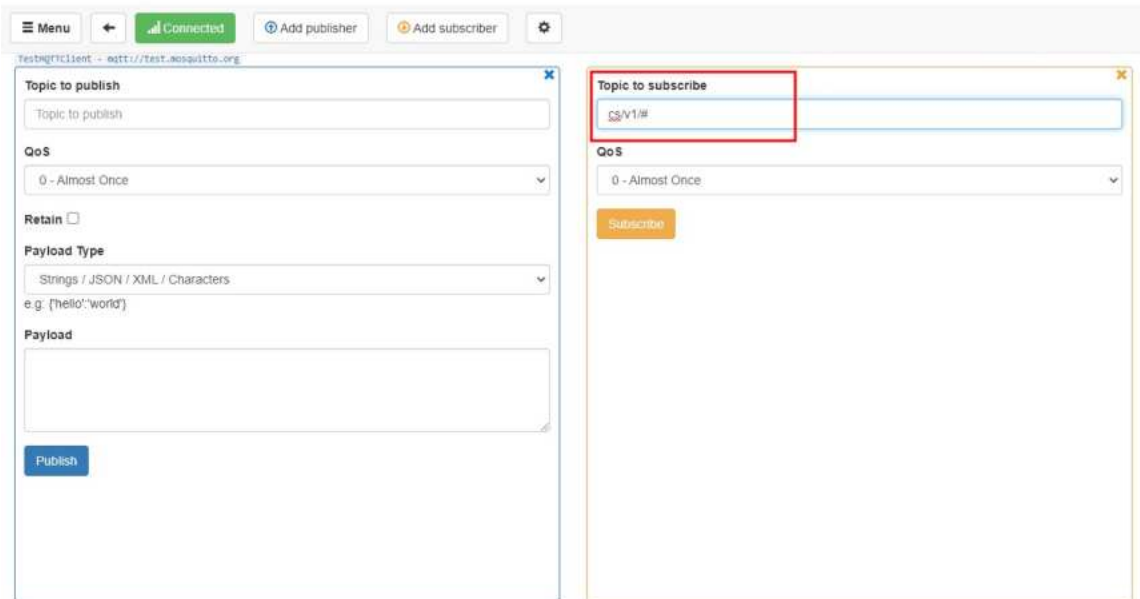 Menu Connected Add publisher Add subscriber
TestMQTTClient - mqtt://test.mosquitto.org
Topic to publish
Topic to publish
QoS
0 - Almost Once
Retain
Payload Type
Strings / JSON / XML / Characters
e.g: {'hello':'world'}
Payload
Publish
Topic to subscribe
cs/v1/#
QoS
0 - Almost Once
Subscribe